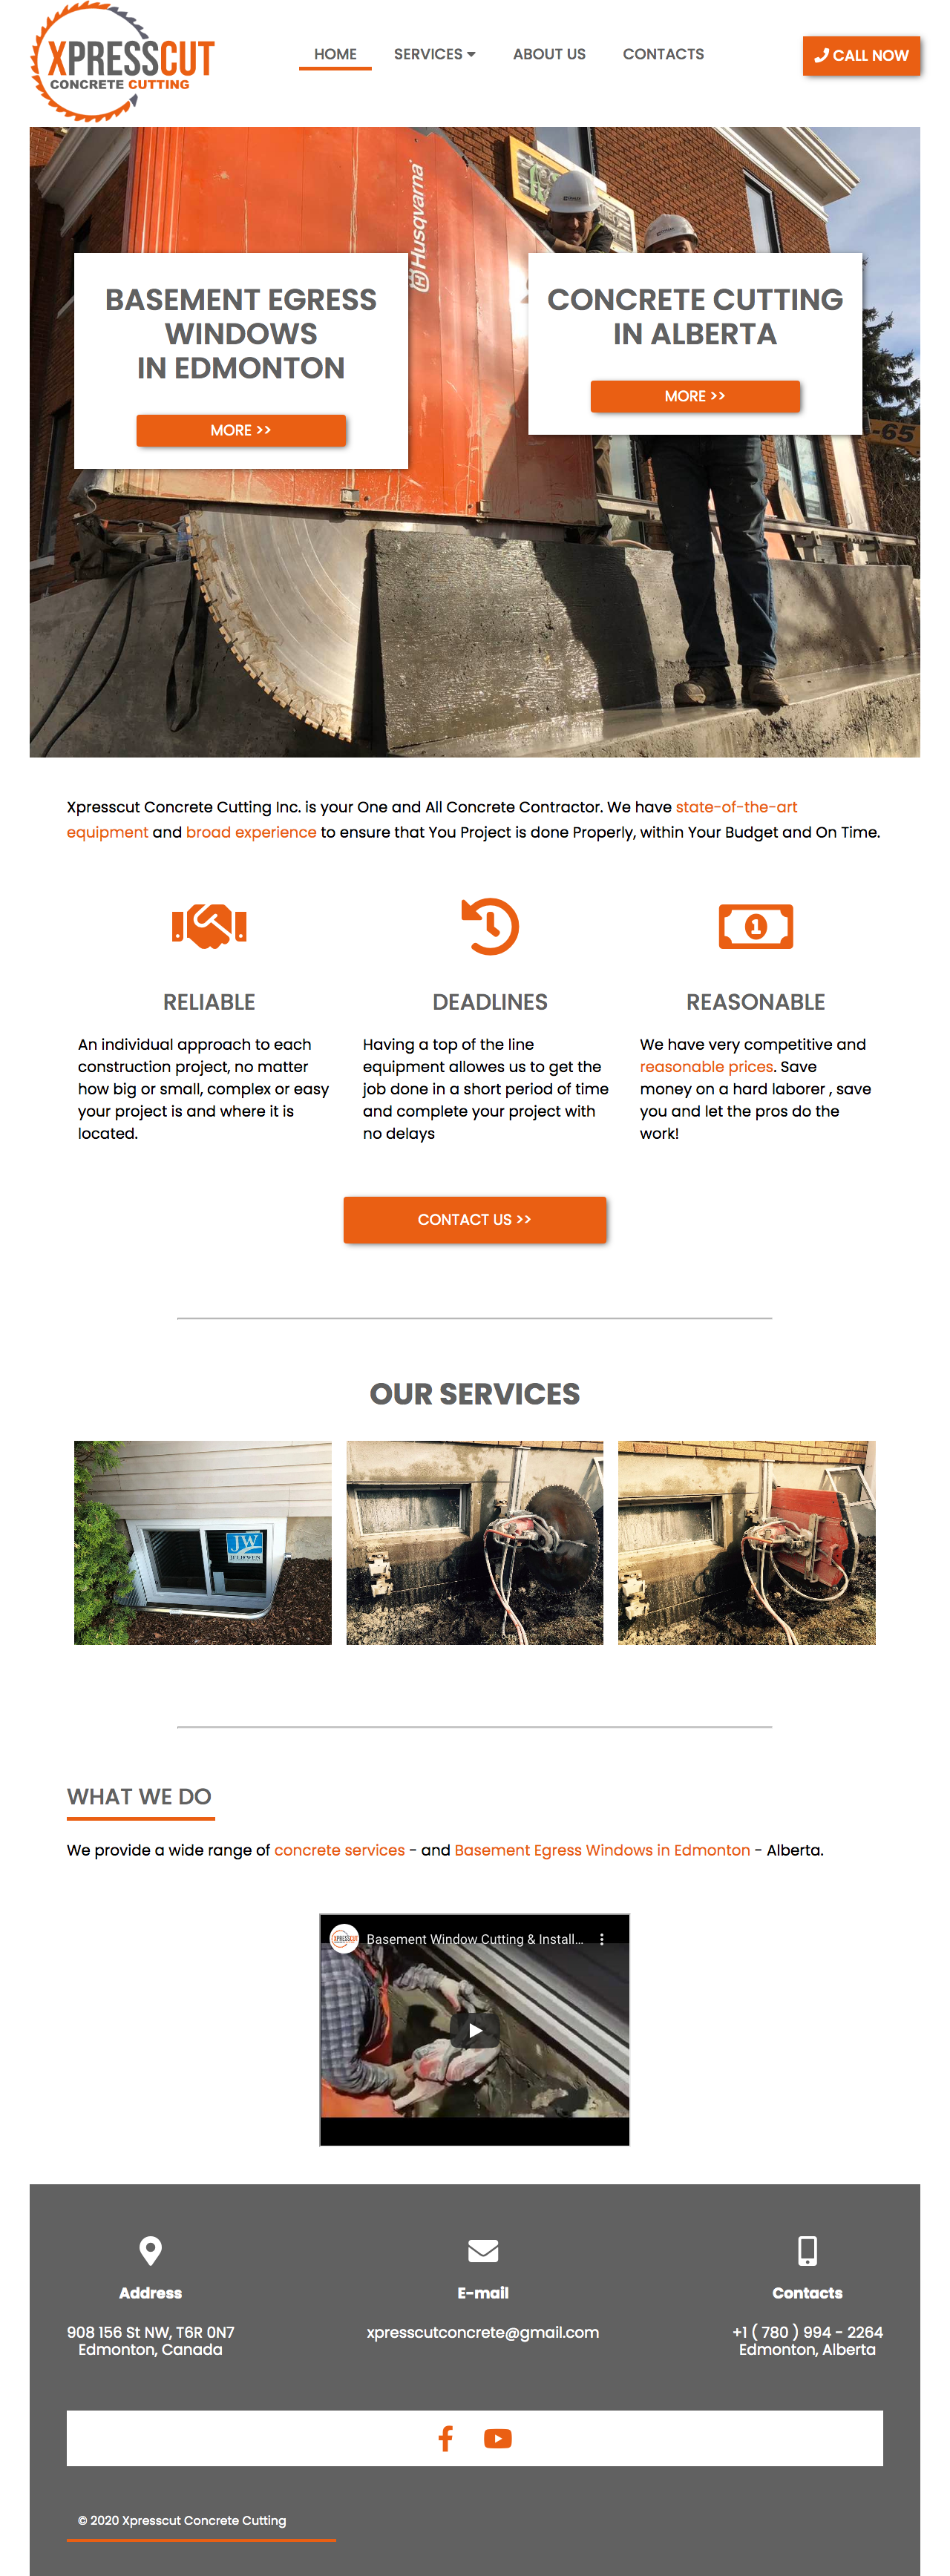 XPRESSCUT
CONCRETE CUTTING
HOME
SERVICES
ABOUT US
CONTACTS
CALL NOW
Husqvarna
BASEMENT EGRESS
WINDOWS
IN EDMONTON
MORE >>
CONCRETE CUTTING
IN ALBERTA
MORE >>
-65
Xpresscut Concrete Cutting Inc. is your One and All Concrete Contractor. We have state-of-the-art
equipment and broad experience to ensure that You Project is done Properly, within Your Budget and On Time.
1
RELIABLE
An individual approach to each
construction project, no matter
how big or small, complex or easy
your project is and where it is
located.
DEADLINES
Having a top of the line
equipment allowes us to get the
job done in a short period of time
and complete your project with
no delays
REASONABLE
We have very competitive and
reasonable prices. Save
money on a hard laborer , save
you and let the pros do the
work!
CONTACT US >>
OUR SERVICES
JW
WHAT WE DO
We provide a wide range of concrete services - and Basement Egress Windows in Edmonton - Alberta.
XPRESSCUT
Basement Window Cutting & Install...
Address
908 156 St NW, T6R 0N7
Edmonton, Canada
E-mail
xpresscutconcrete@gmail.com
Contacts
+1 ( 780 ) 994 - 2264
Edmonton, Alberta
© 2020 Xpresscut Concrete Cutting